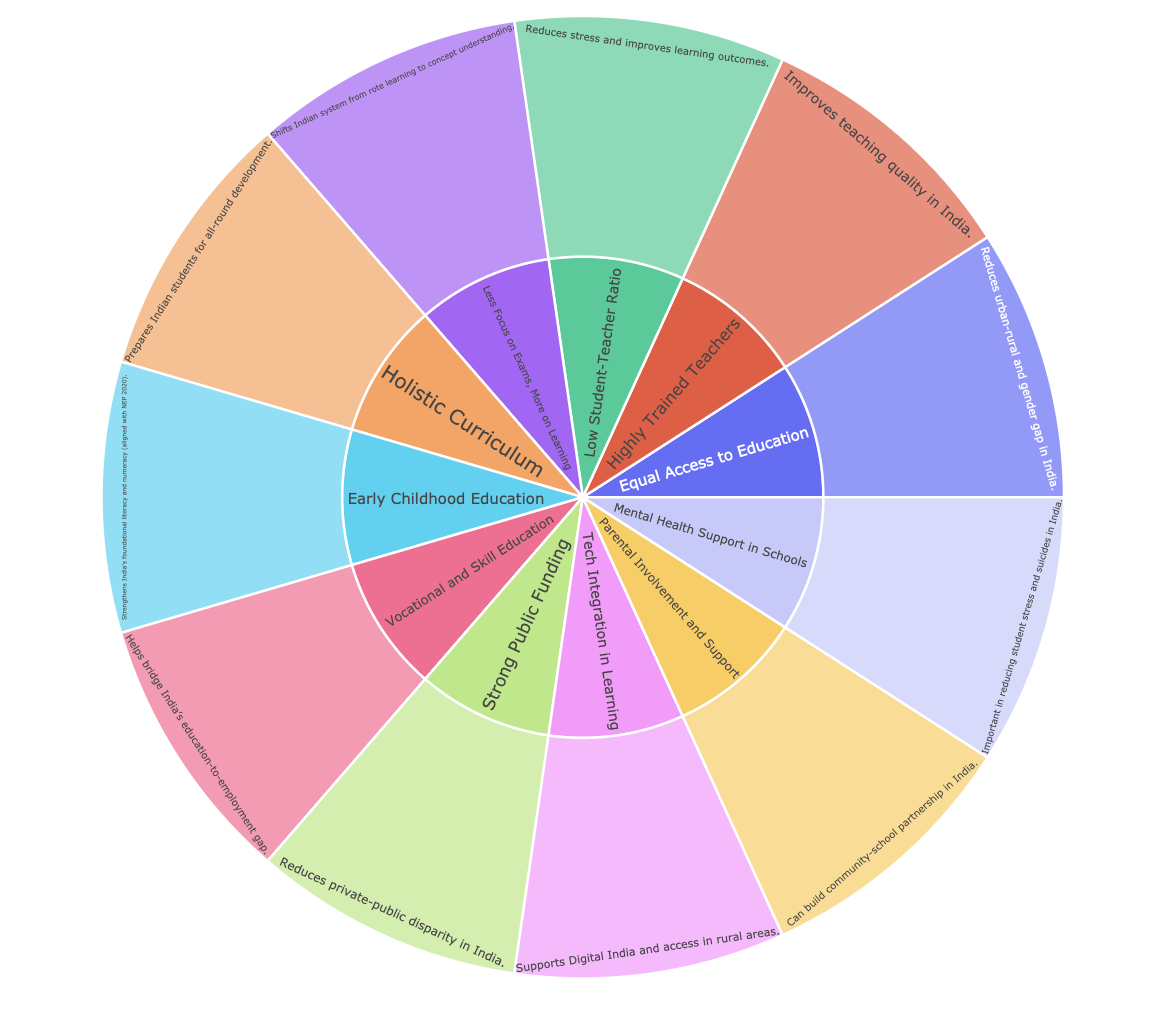 Equal Access to Education
Reduces urban-rural and gender gap in India.
Highly Trained Teachers
Improves teaching quality in India.
Low Student-Teacher Ratio
Reduces stress and improves learning outcomes.
Less Focus on Exams, More on Learning
Shifts Indian system from rote learning to concept understanding.
Holistic Curriculum
Prepares Indian students for all-round development.
Early Childhood Education
Strengthens India's foundational literacy and numeracy (aligned with NEP 2020).
Vocational and Skill Education
Helps bridge India’s education-to-employment gap.
Strong Public Funding
Reduces private-public disparity in India.
Tech Integration in Learning
Supports Digital India and access in rural areas.
Parental Involvement and Support
Can build community–school partnership in India.
Mental Health Support in Schools
Important in reducing student stress and suicides in India.